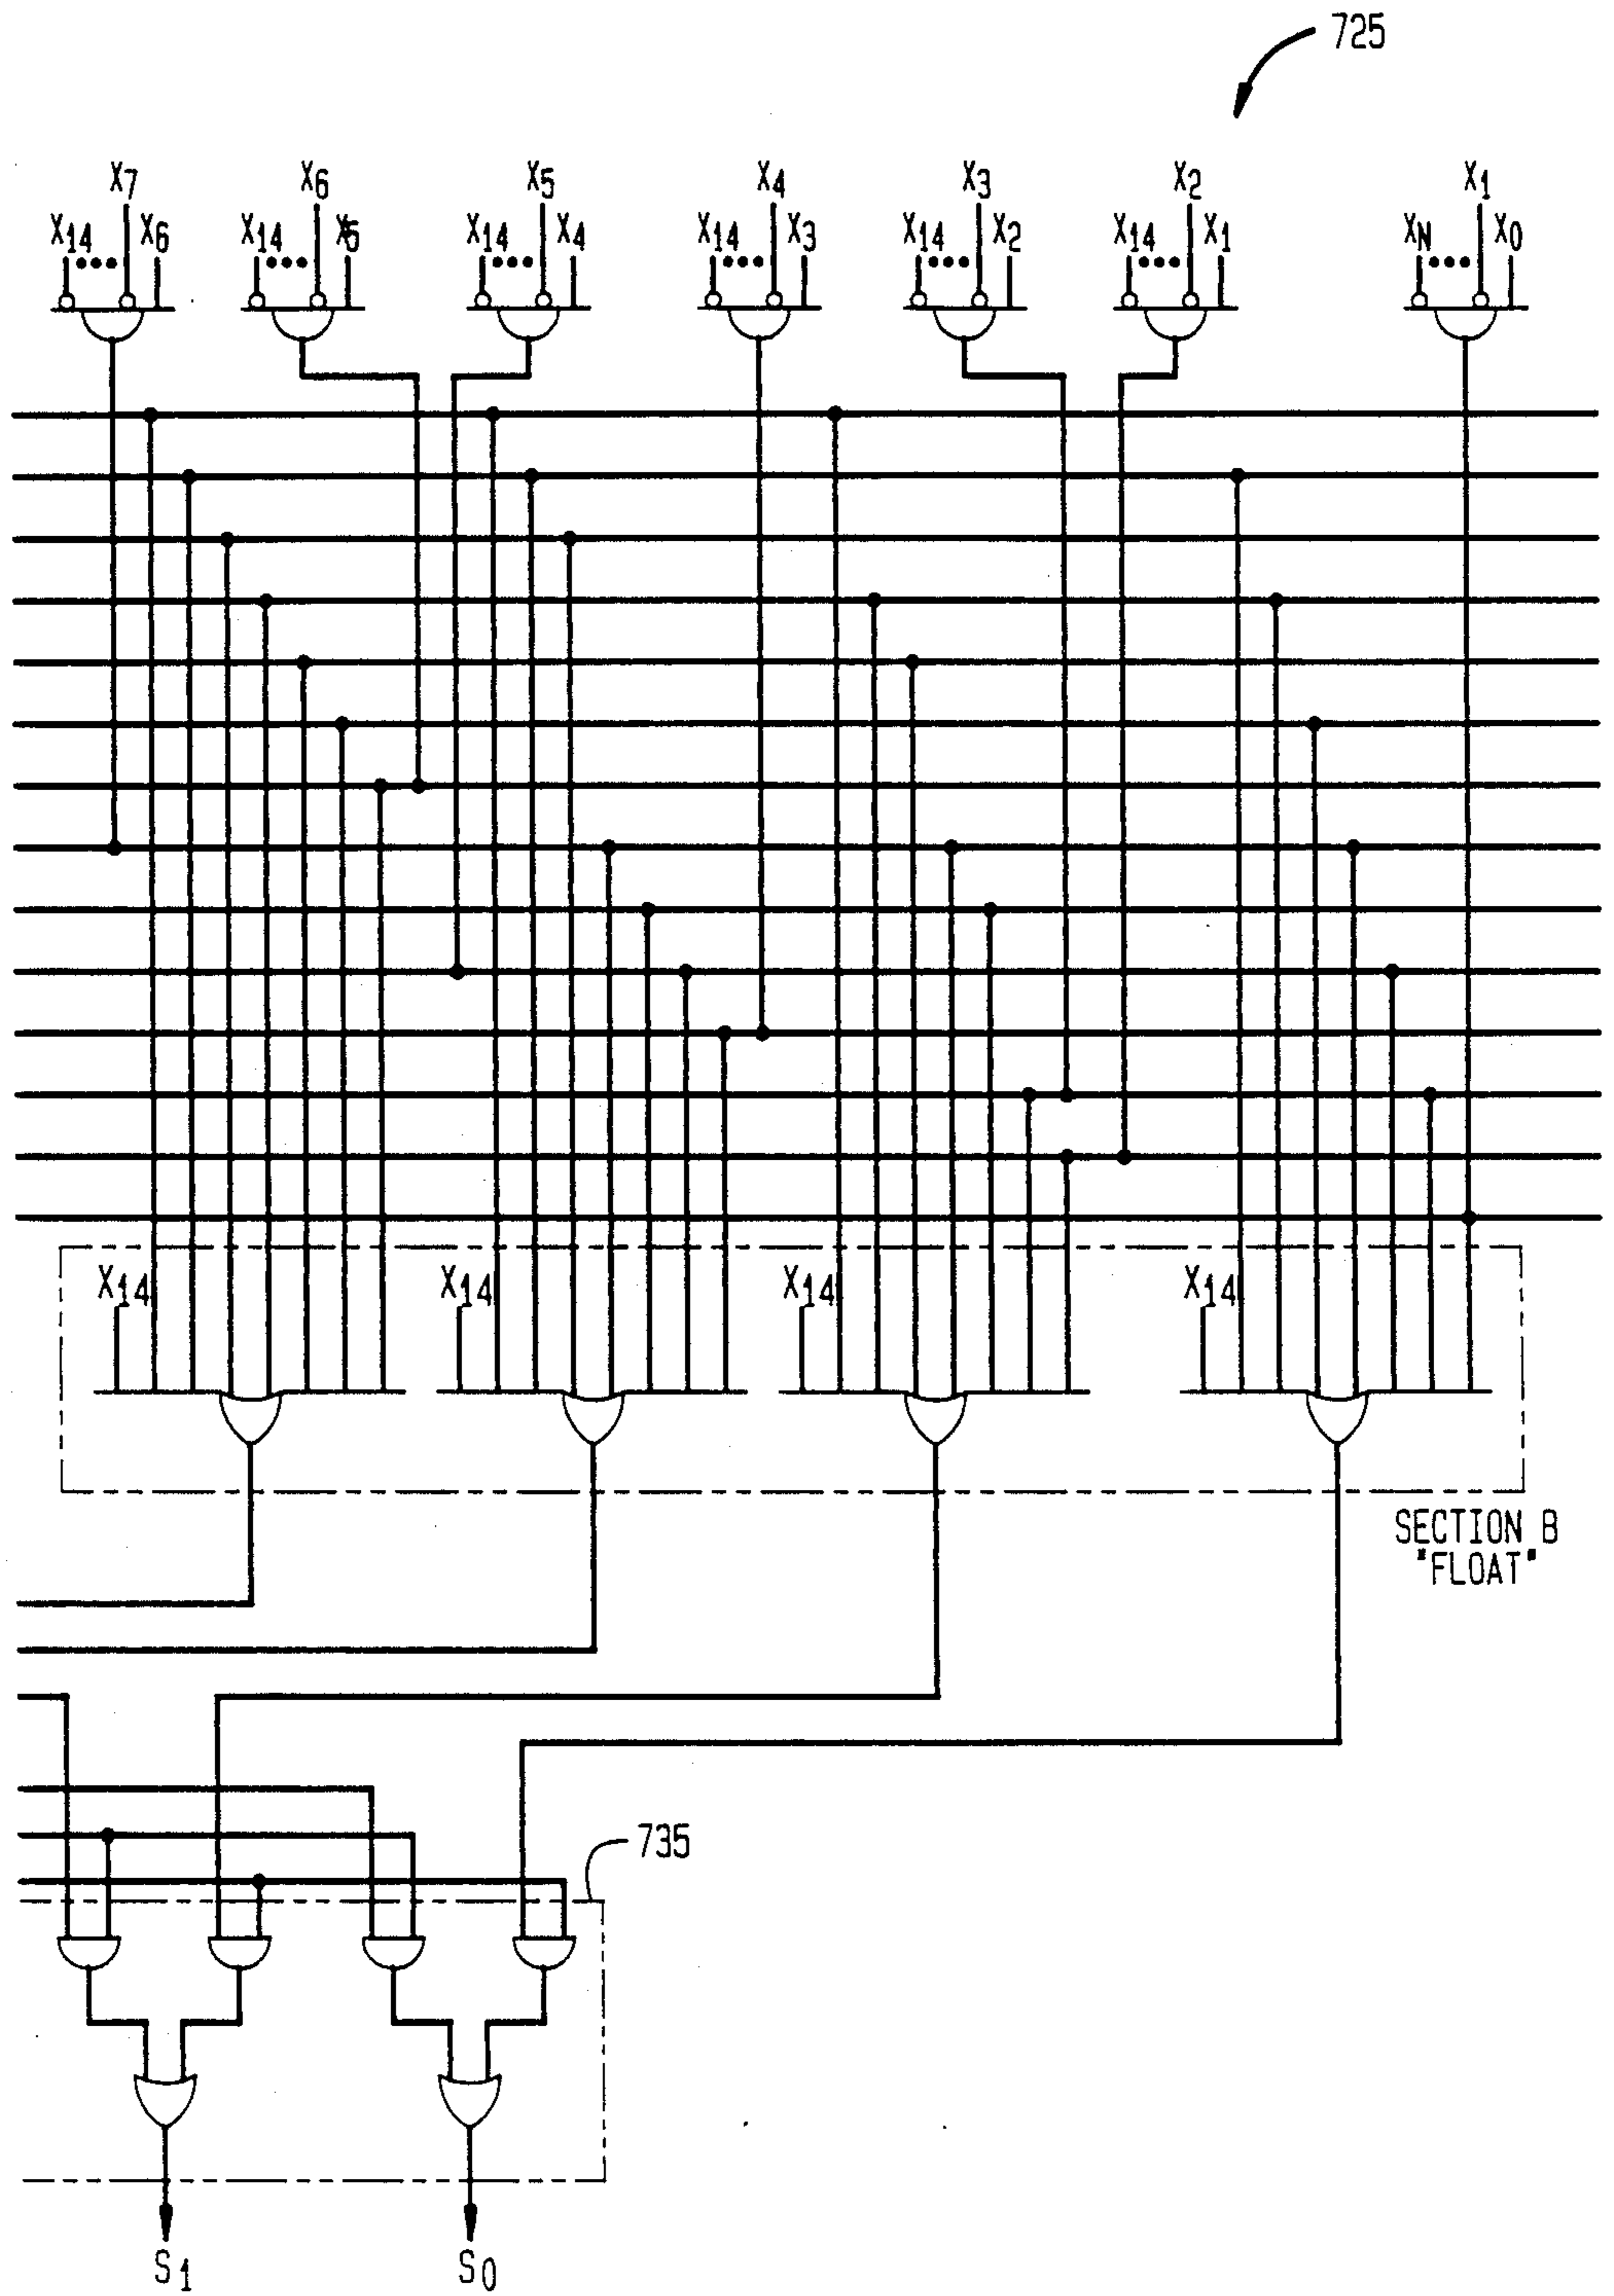 725
X7 X6 X5 X4 X3 X2 X1
X14 X6 X14 X5 X14 X4 X14 X3 X14 X2 X14 X1 XN X0
X14 X14 X14 X14
SECTION B
"FLOAT"
735
S1 S0